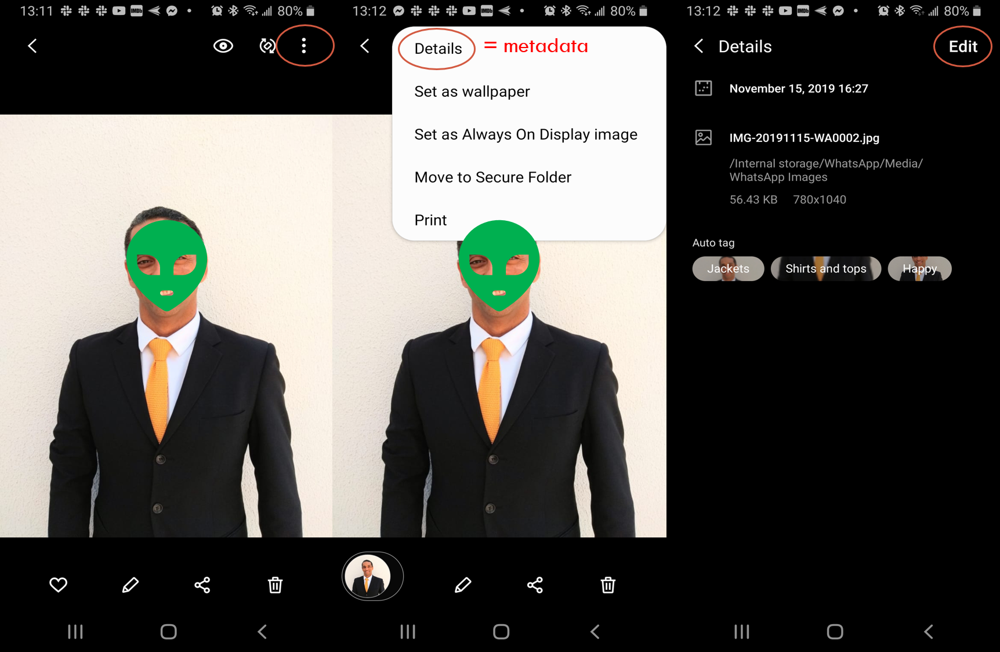 13:11
80%
13:12
80%
Details
= metadata
Set as wallpaper
Set as Always On Display image
Move to Secure Folder
Print
13:12
80%
Details
Edit
November 15, 2019 16:27
IMG-20191115-WA0002.jpg
/Internal storage/WhatsApp/Media/
WhatsApp Images
56.43 KB 780x1040
Auto tag
Jackets
Shirts and tops
Happy